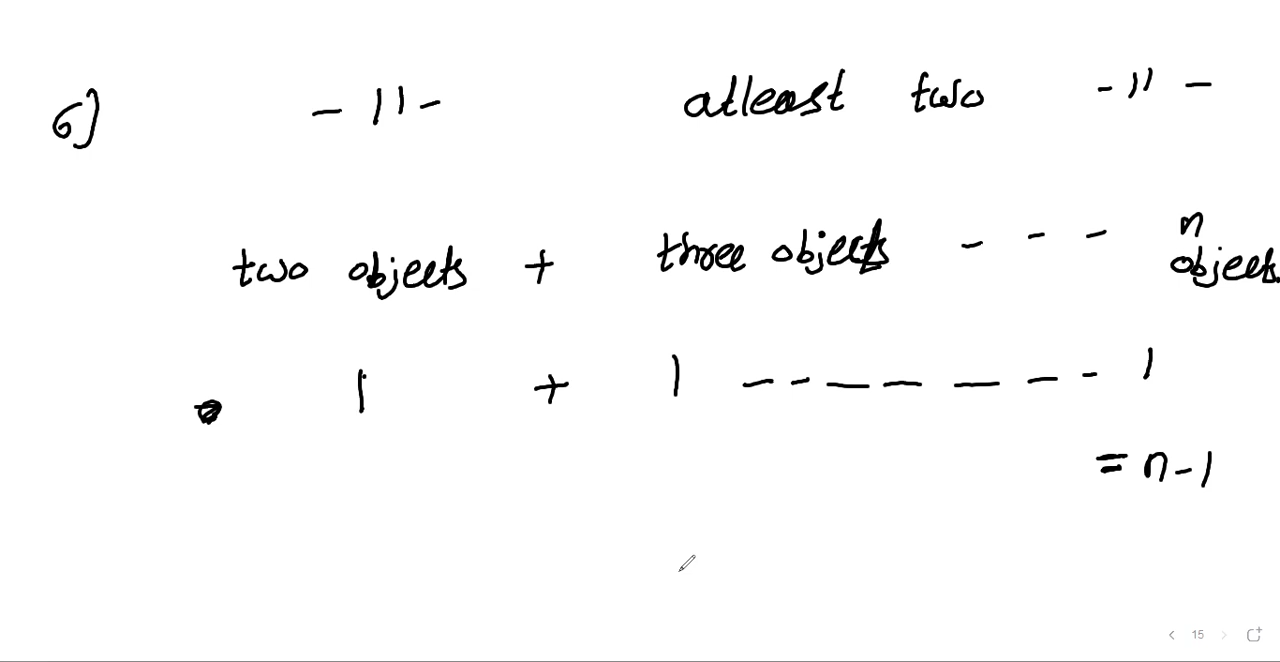 6) - 11 - atleast two - 11 -
two objects + three objects - - - n objects
1 + 1 - - - - - - - 1
= n - 1
15